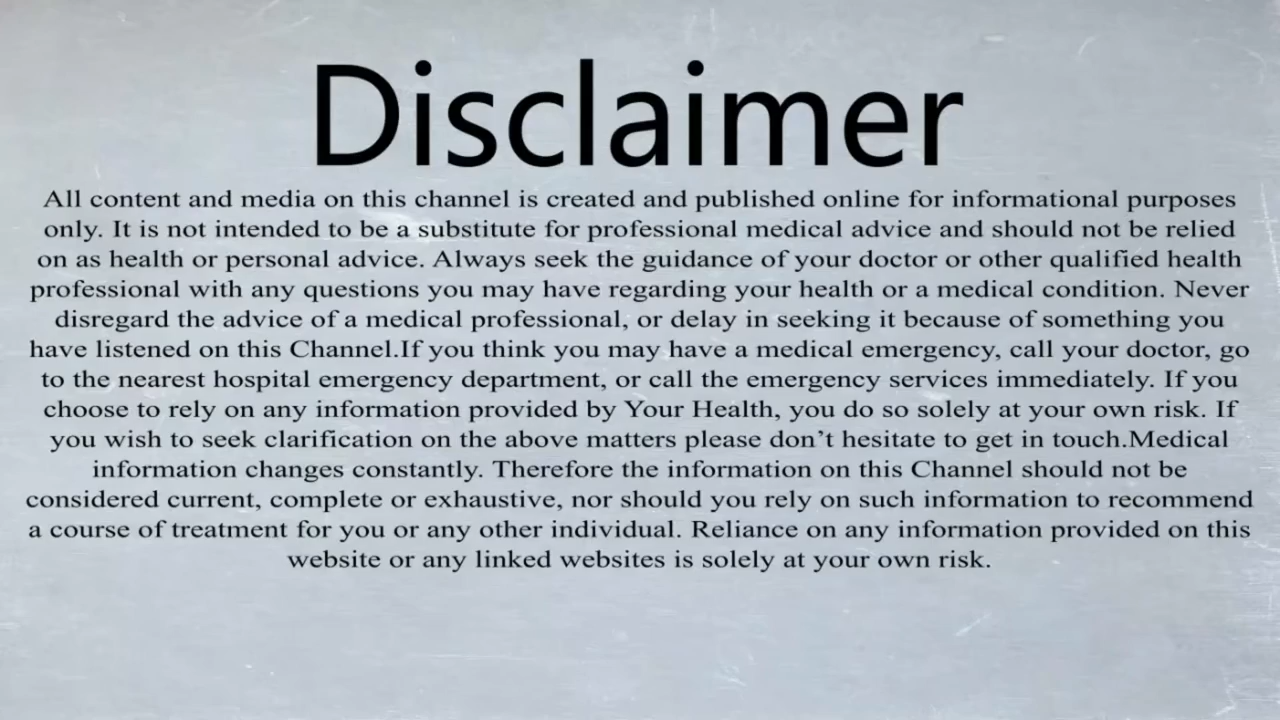 Disclaimer
All content and media on this channel is created and published online for informational purposes
only. It is not intended to be a substitute for professional medical advice and should not be relied
on as health or personal advice. Always seek the guidance of your doctor or other qualified health
professional with any questions you may have regarding your health or a medical condition. Never
disregard the advice of a medical professional, or delay in seeking it because of something you
have listened on this Channel.If you think you may have a medical emergency, call your doctor, go
to the nearest hospital emergency department, or call the emergency services immediately. If you
choose to rely on any information provided by Your Health, you do so solely at your own risk. If
you wish to seek clarification on the above matters please don’t hesitate to get in touch.Medical
information changes constantly. Therefore the information on this Channel should not be
considered current, complete or exhaustive, nor should you rely on such information to recommend
a course of treatment for you or any other individual. Reliance on any information provided on this
website or any linked websites is solely at your own risk.